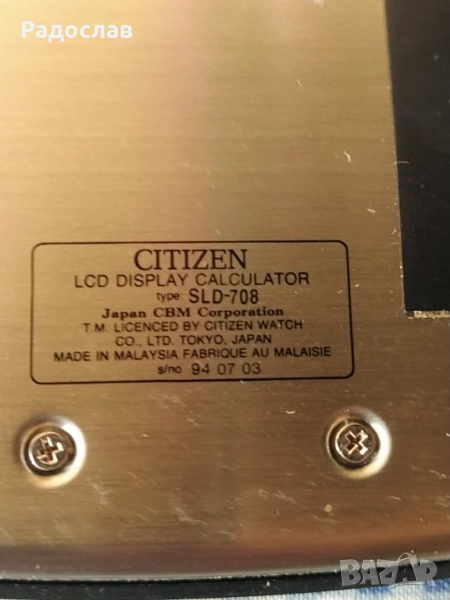 Радослав
CITIZEN
LCD DISPLAY CALCULATOR
type SLD-708
Japan CBM Corporation
T.M. LICENCED BY CITIZEN WATCH
CO., LTD. TOKYO, JAPAN
MADE IN MALAYSIA FABRIQUE AU MALAISIE
s/no 94 07 03
bazar